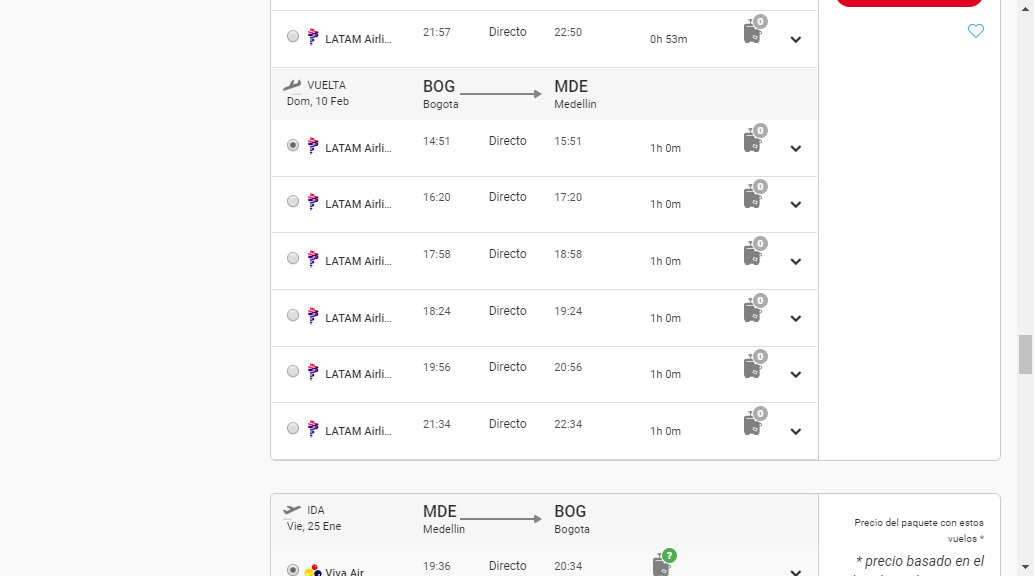 LATAM Airli... 21:57 Directo 22:50 0h 53m 0
VUELTA BOG MDE
Dom, 10 Feb Bogota Medellin
LATAM Airli... 14:51 Directo 15:51 1h 0m 0
LATAM Airli... 16:20 Directo 17:20 1h 0m 0
LATAM Airli... 17:58 Directo 18:58 1h 0m 0
LATAM Airli... 18:24 Directo 19:24 1h 0m 0
LATAM Airli... 19:56 Directo 20:56 1h 0m 0
LATAM Airli... 21:34 Directo 22:34 1h 0m 0
IDA MDE BOG
Vie, 25 Ene Medellin Bogota
Precio del paquete con estos
vuelos *
* precio basado en el
Viva Air 19:36 Directo 20:34 ?